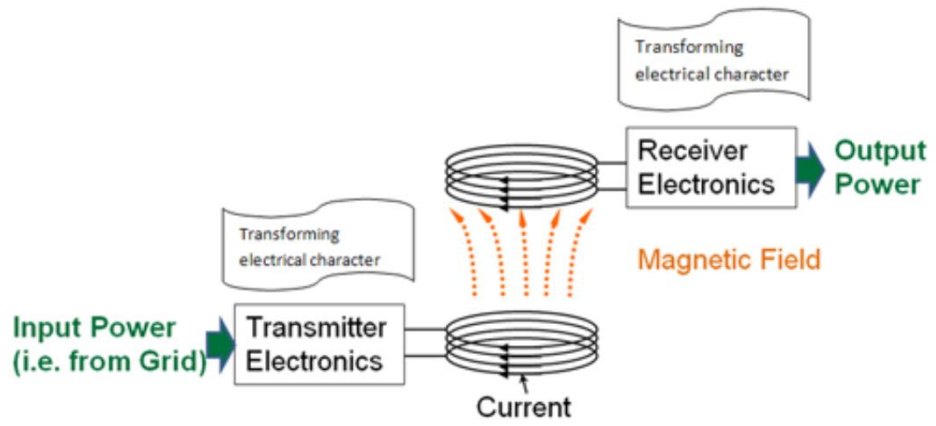 Transforming
electrical character
Receiver
Electronics
Output
Power
Transforming
electrical character
Magnetic Field
Input Power
(i.e. from Grid)
Transmitter
Electronics
Current